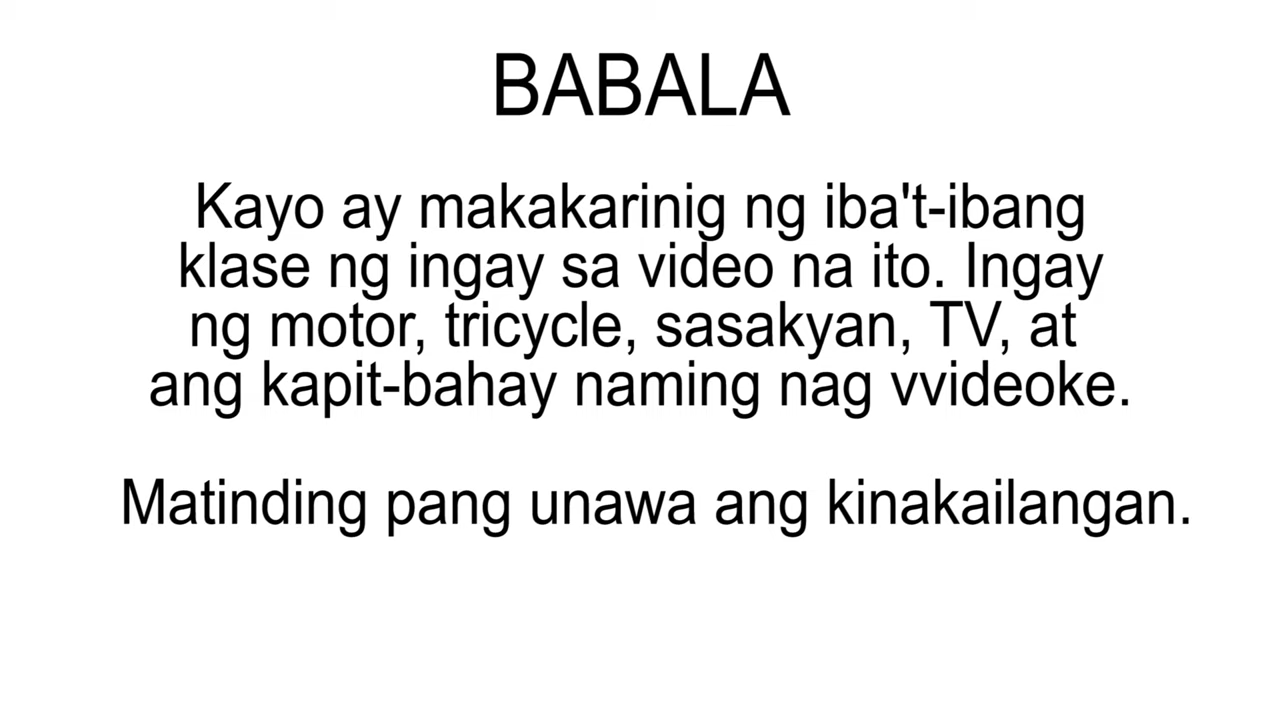 BABALA
Kayo ay makakarinig ng iba't-ibang
klase ng ingay sa video na ito. Ingay
ng motor, tricycle, sasakyan, TV, at
ang kapit-bahay naming nag vvideoke.
Matinding pang unawa ang kinakailangan.